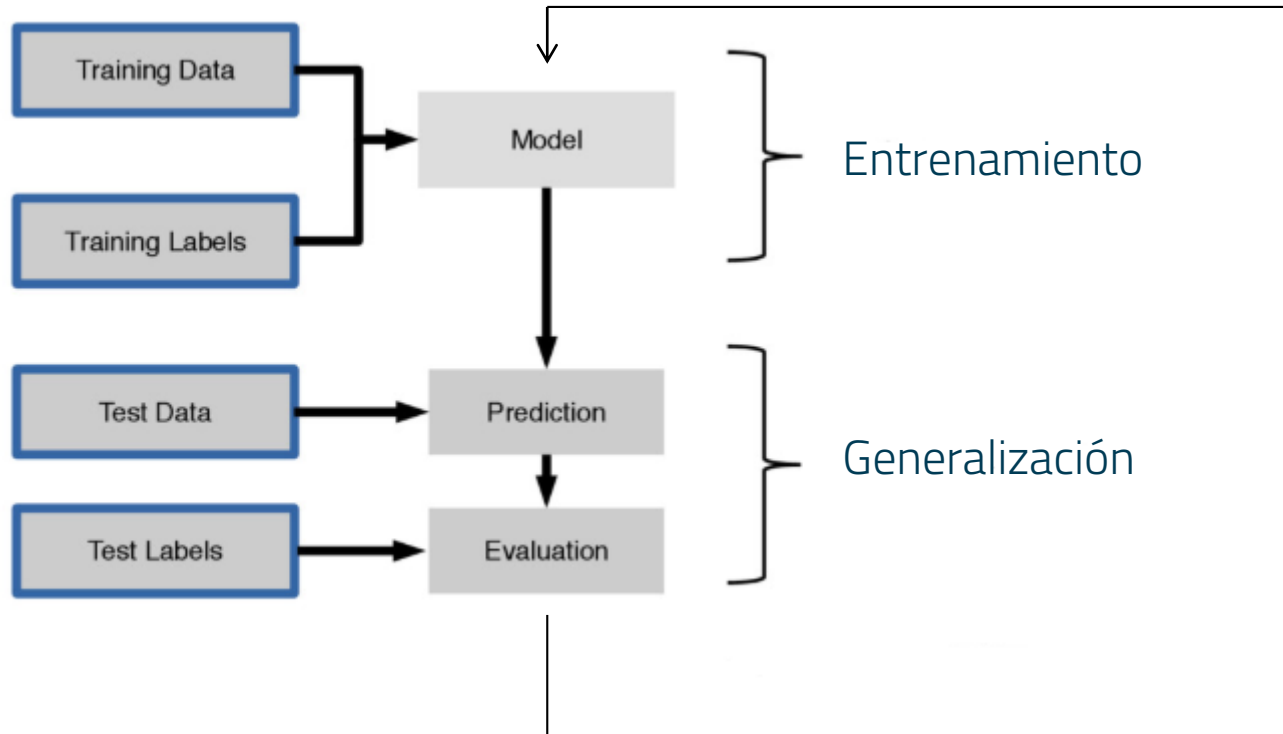 Training Data
Model
Entrenamiento
Training Labels
Test Data
Prediction
Generalización
Test Labels
Evaluation